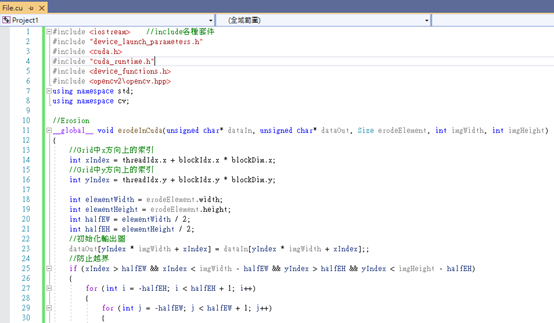 File.cu
Project1 (全域範圍)
1 #include <iostream> //include各種套件
2 #include "device_launch_parameters.h"
3 #include <cuda.h>
4 #include "cuda_runtime.h"
5 #include <device_functions.h>
6 #include <opencv2\opencv.hpp>
7 using namespace std;
8 using namespace cv;
9
10 //Erosion
11 __global__ void erodeInCuda(unsigned char* dataIn, unsigned char* dataOut, Size erodeElement, int imgWidth, int imgHeight)
12 {
13 //Grid中x方向上的索引
14 int xIndex = threadIdx.x + blockIdx.x * blockDim.x;
15 //Grid中y方向上的索引
16 int yIndex = threadIdx.y + blockIdx.y * blockDim.y;
17
18 int elementWidth = erodeElement.width;
19 int elementHeight = erodeElement.height;
20 int halfEW = elementWidth / 2;
21 int halfEH = elementHeight / 2;
22 //初始化輸出圖
23 dataOut[yIndex * imgWidth + xIndex] = dataIn[yIndex * imgWidth + xIndex];;
24 //防止越界
25 if (xIndex > halfEW && xIndex < imgWidth - halfEW && yIndex > halfEH && yIndex < imgHeight - halfEH)
26 {
27 for (int i = -halfEH; i < halfEH + 1; i++)
28 {
29 for (int j = -halfEW; j < halfEW + 1; j++)
30 {